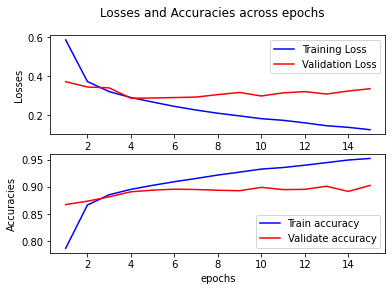 Losses and Accuracies across epochs
0.6
0.4
0.2
Losses
Training Loss
Validation Loss
2 4 6 8 10 12 14
0.95
0.90
0.85
0.80
Accuracies
Train accuracy
Validate accuracy
2 4 6 8 10 12 14
epochs